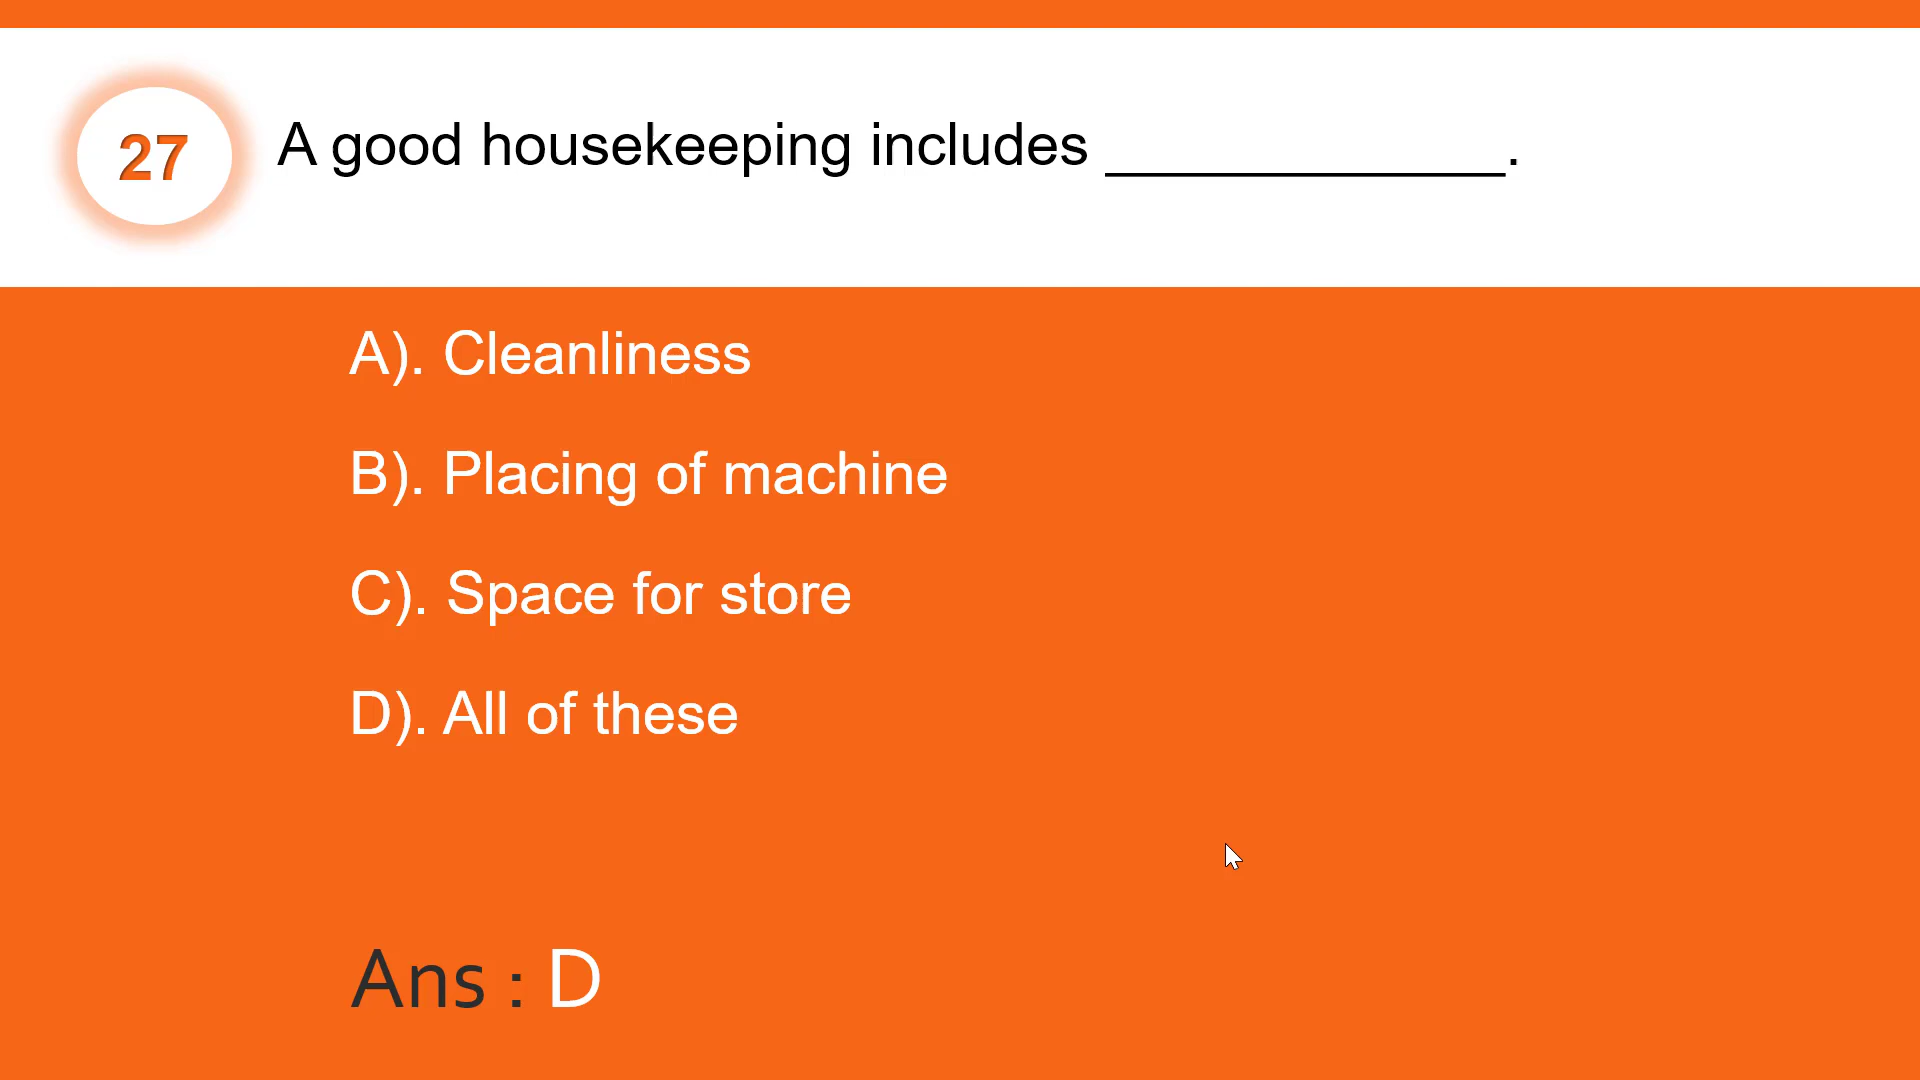 27
A good housekeeping includes ______________.
A). Cleanliness
B). Placing of machine
C). Space for store
D). All of these
Ans : D